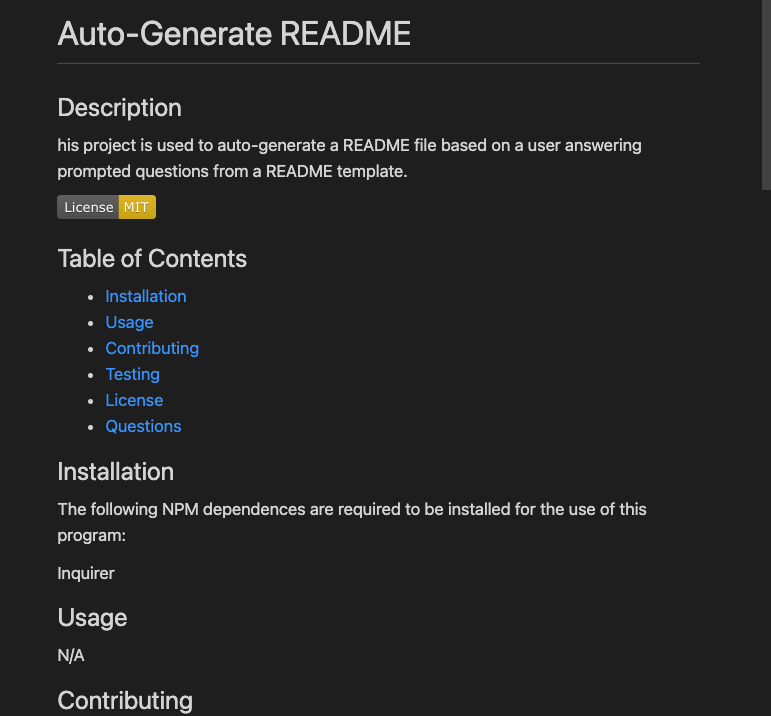 Auto-Generate README
Description
his project is used to auto-generate a README file based on a user answering
prompted questions from a README template.
License MIT
Table of Contents
Installation
Usage
Contributing
Testing
License
Questions
Installation
The following NPM dependences are required to be installed for the use of this
program:
Inquirer
Usage
N/A
Contributing